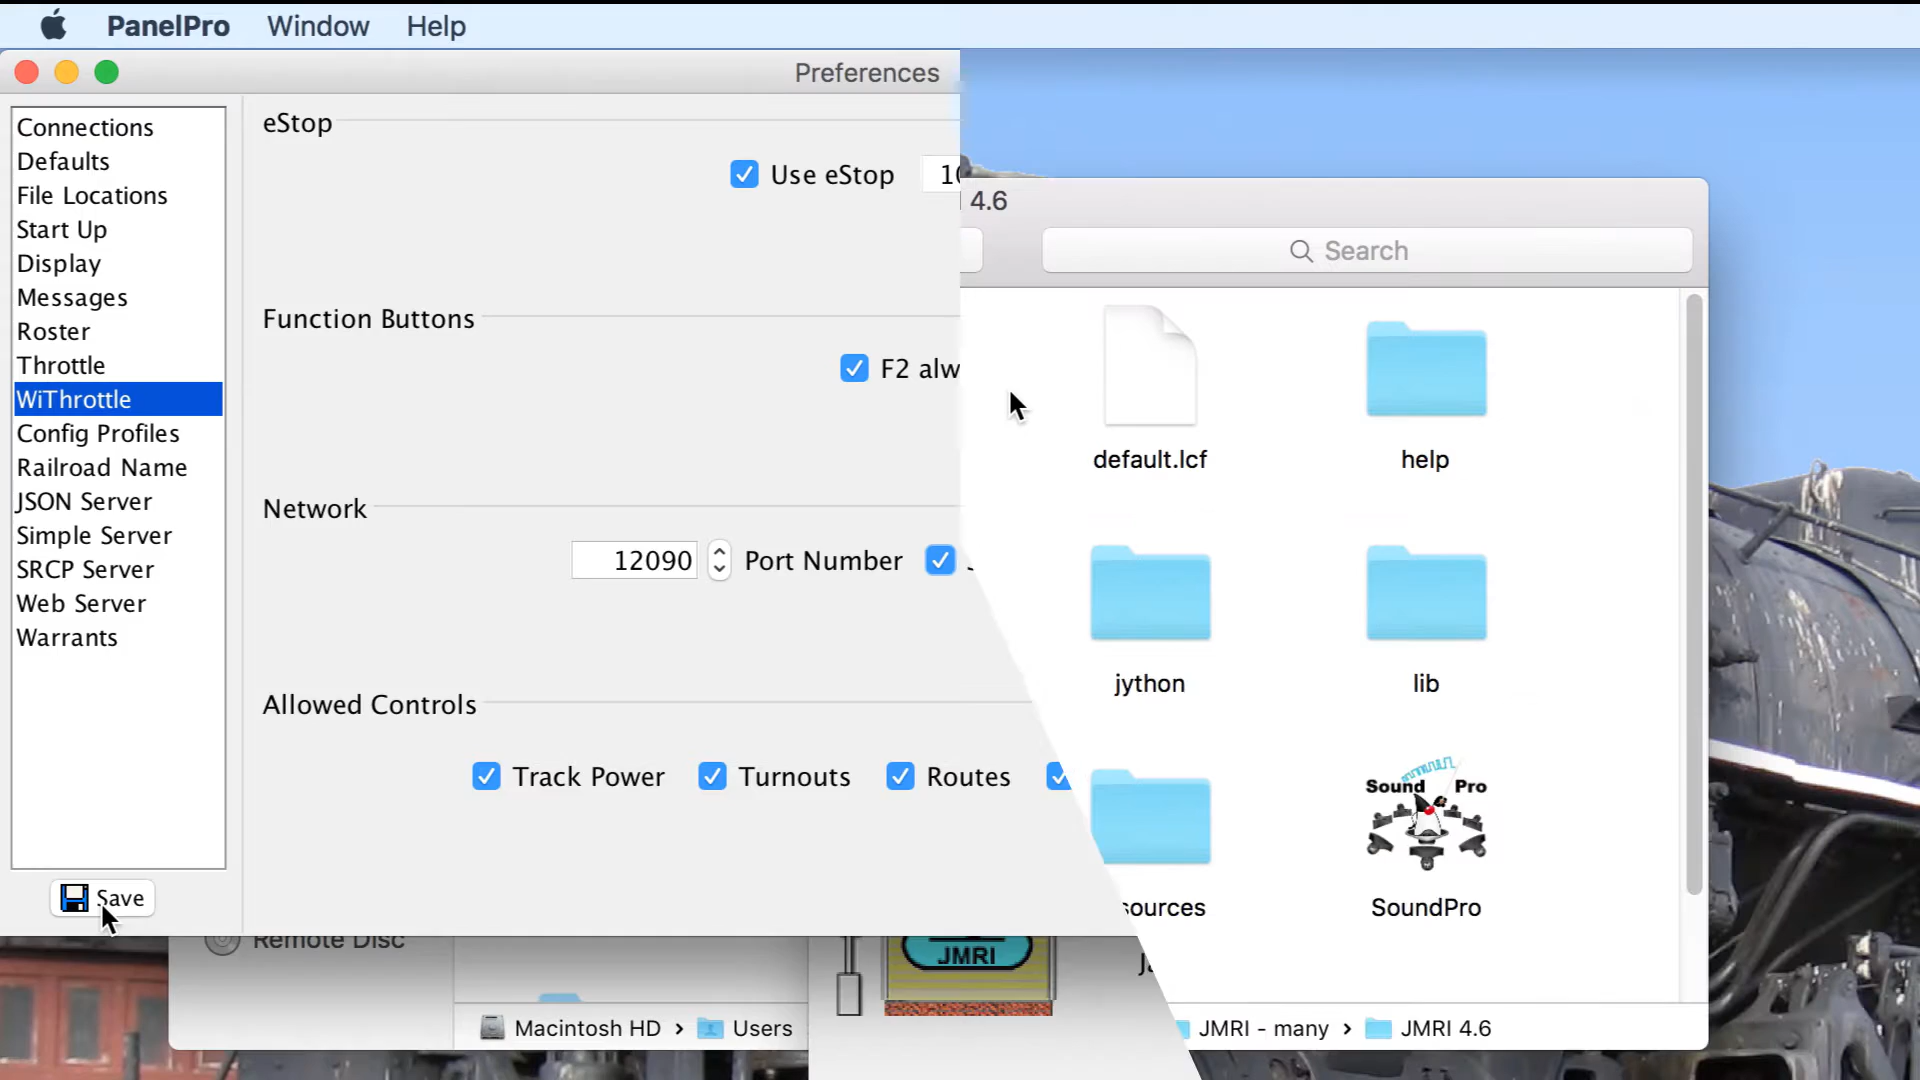 PanelPro Window Help
Preferences
Connections
Defaults
File Locations
Start Up
Display
Messages
Roster
Throttle
WiThrottle
Config Profiles
Railroad Name
JSON Server
Simple Server
SRCP Server
Web Server
Warrants
Save
eStop
Use eStop
Function Buttons
F2
Network
12090 Port Number
Allowed Controls
Track Power Turnouts Routes
4.6
Search
default.lcf help
jython lib
Sound Pro
SoundPro
Remote Disc
JMRI
Macintosh HD › Users
JMRI - many › JMRI 4.6